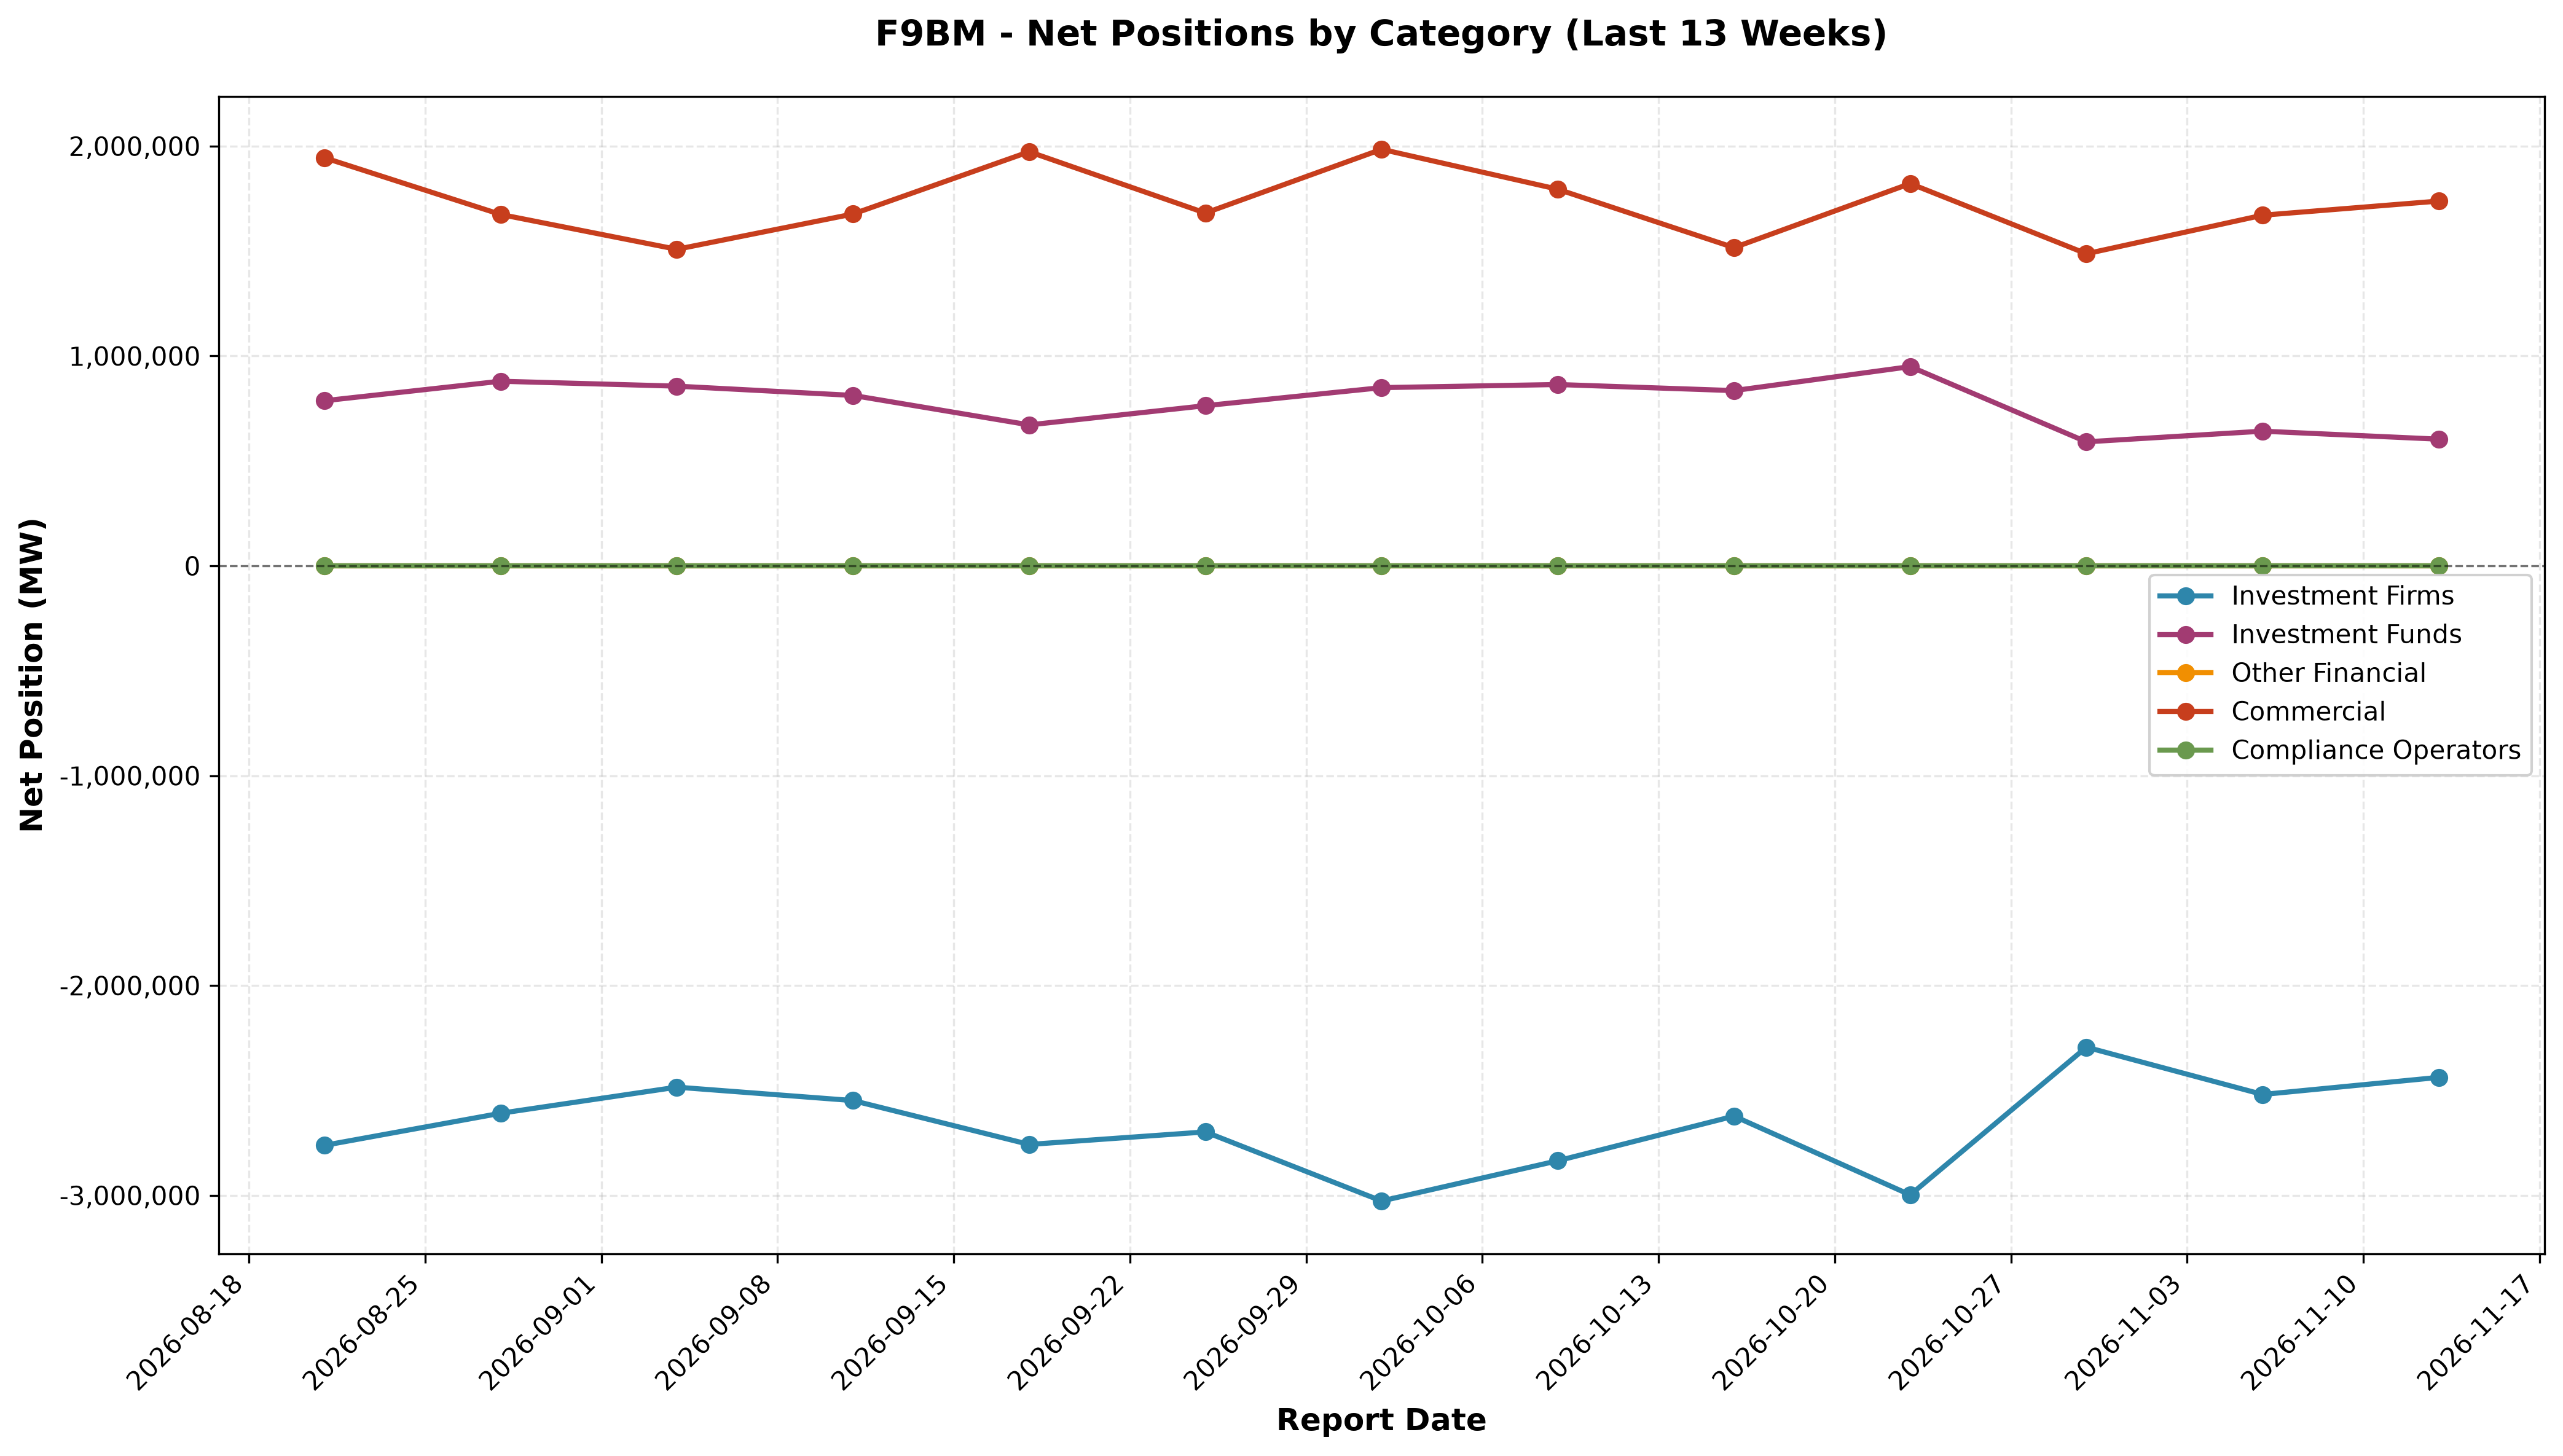 F9BM - Net Positions by Category (Last 13 Weeks)
Net Position (MW)
2,000,000
1,000,000
0
-1,000,000
-2,000,000
-3,000,000
Investment Firms
Investment Funds
Other Financial
Commercial
Compliance Operators
2026-08-18
2026-08-25
2026-09-01
2026-09-08
2026-09-15
2026-09-22
2026-09-29
2026-10-06
2026-10-13
2026-10-20
2026-10-27
2026-11-03
2026-11-10
2026-11-17
Report Date